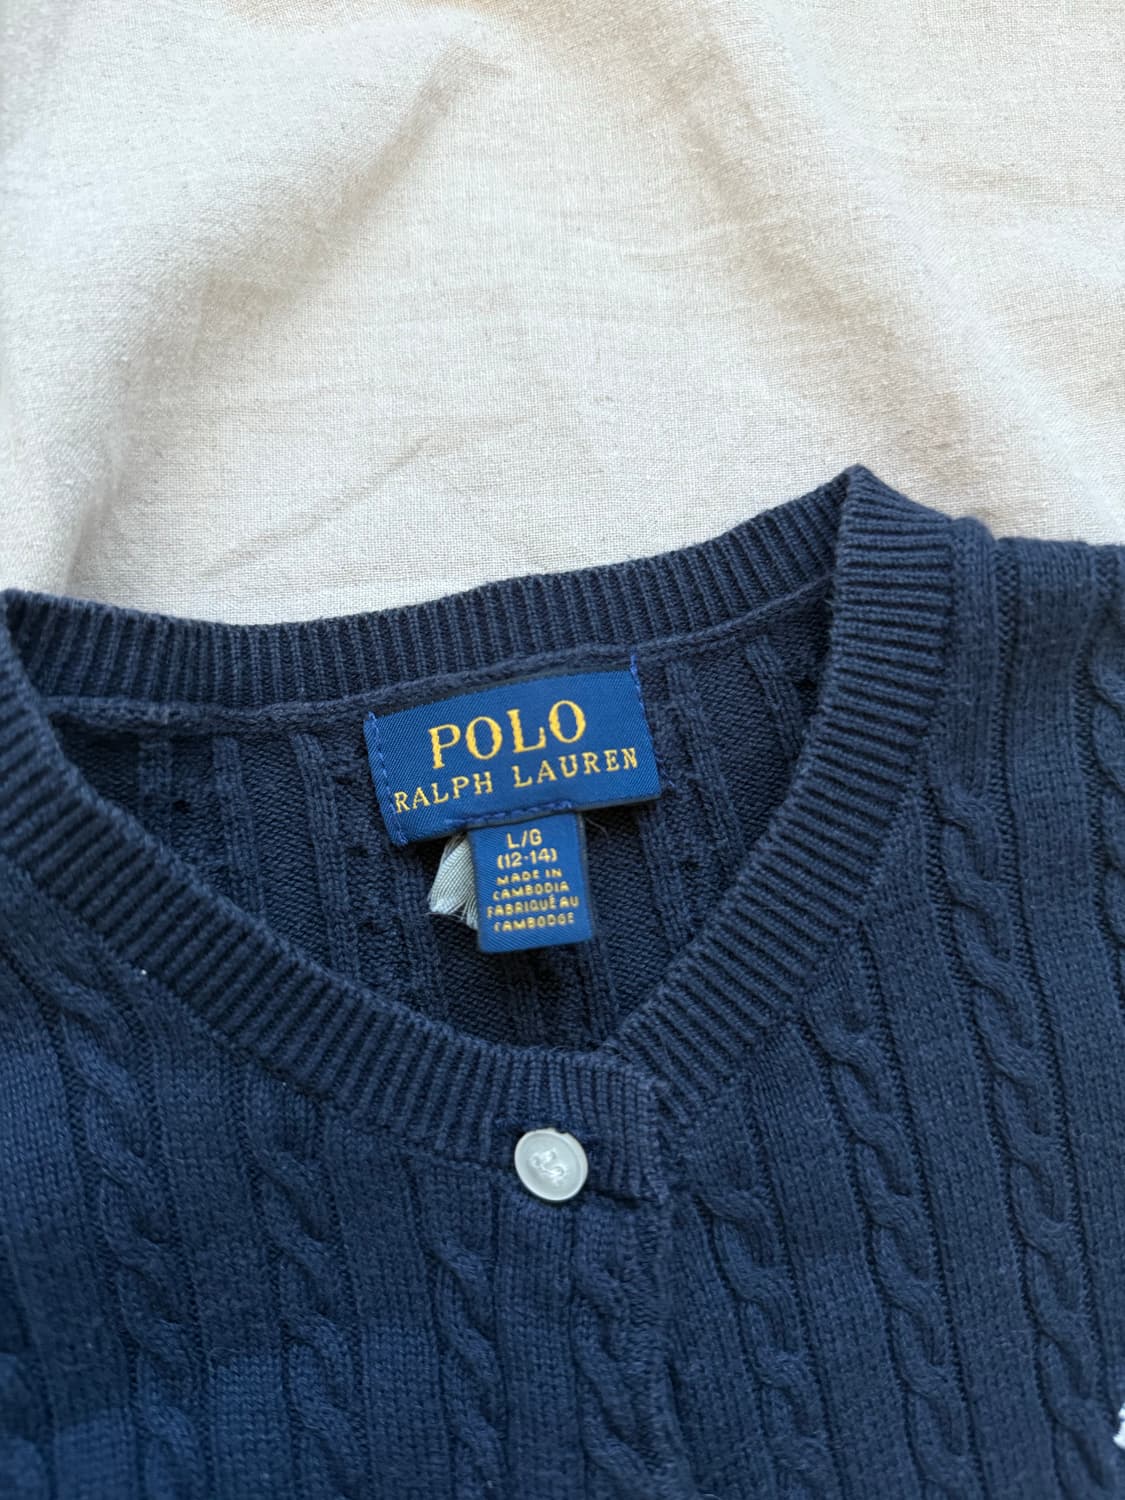 POLO
RALPH LAUREN
L/G
(12-14)
MADE IN
CAMBODIA
FABRIQUÉ AU
CAMBODGE